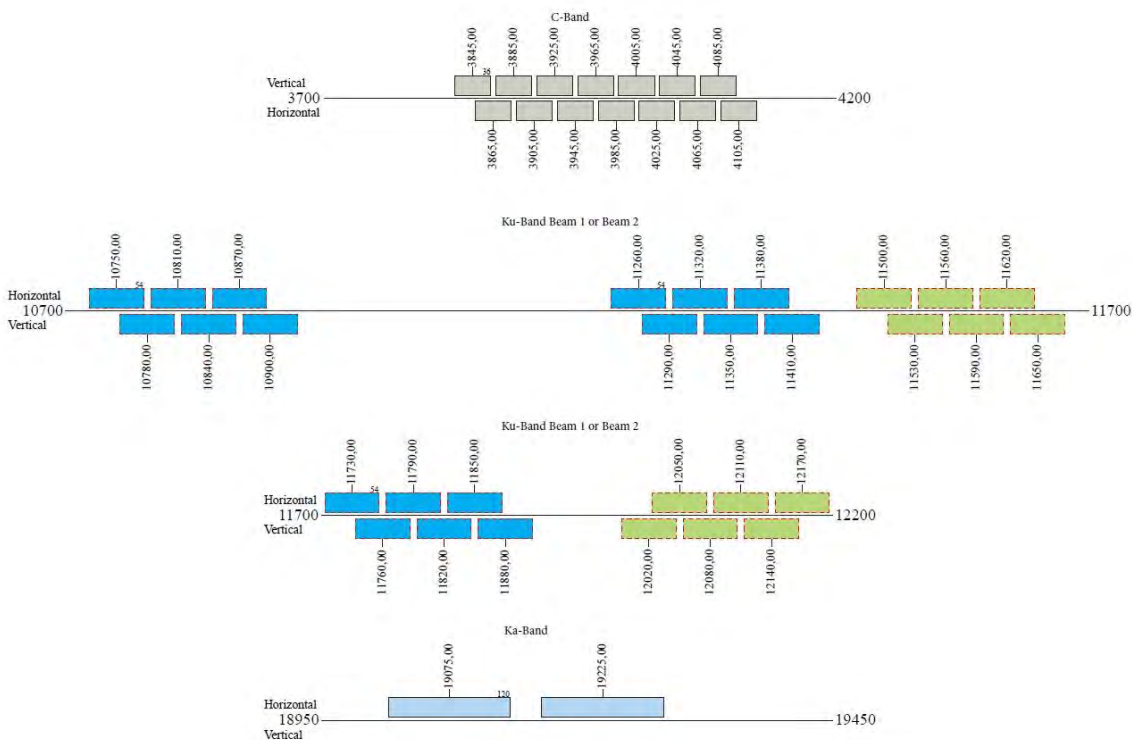 C-Band
3845,00 3885,00 3925,00 3965,00 4005,00 4045,00 4085,00
36
Vertical
3700 4200
Horizontal
3865,00 3905,00 3945,00 3985,00 4025,00 4065,00 4105,00
Ku-Band Beam 1 or Beam 2
10750,00 10810,00 10870,00 11260,00 11320,00 11380,00 11500,00 11560,00 11620,00
54 54
Horizontal
10700 11700
Vertical
10780,00 10840,00 10900,00 11290,00 11350,00 11410,00 11530,00 11590,00 11650,00
Ku-Band Beam 1 or Beam 2
11730,00 11790,00 11850,00 12050,00 12110,00 12170,00
54
Horizontal
11700 12200
Vertical
11760,00 11820,00 11880,00 12020,00 12080,00 12140,00
Ka-Band
19075,00 19225,00
120
Horizontal
18950 19450
Vertical